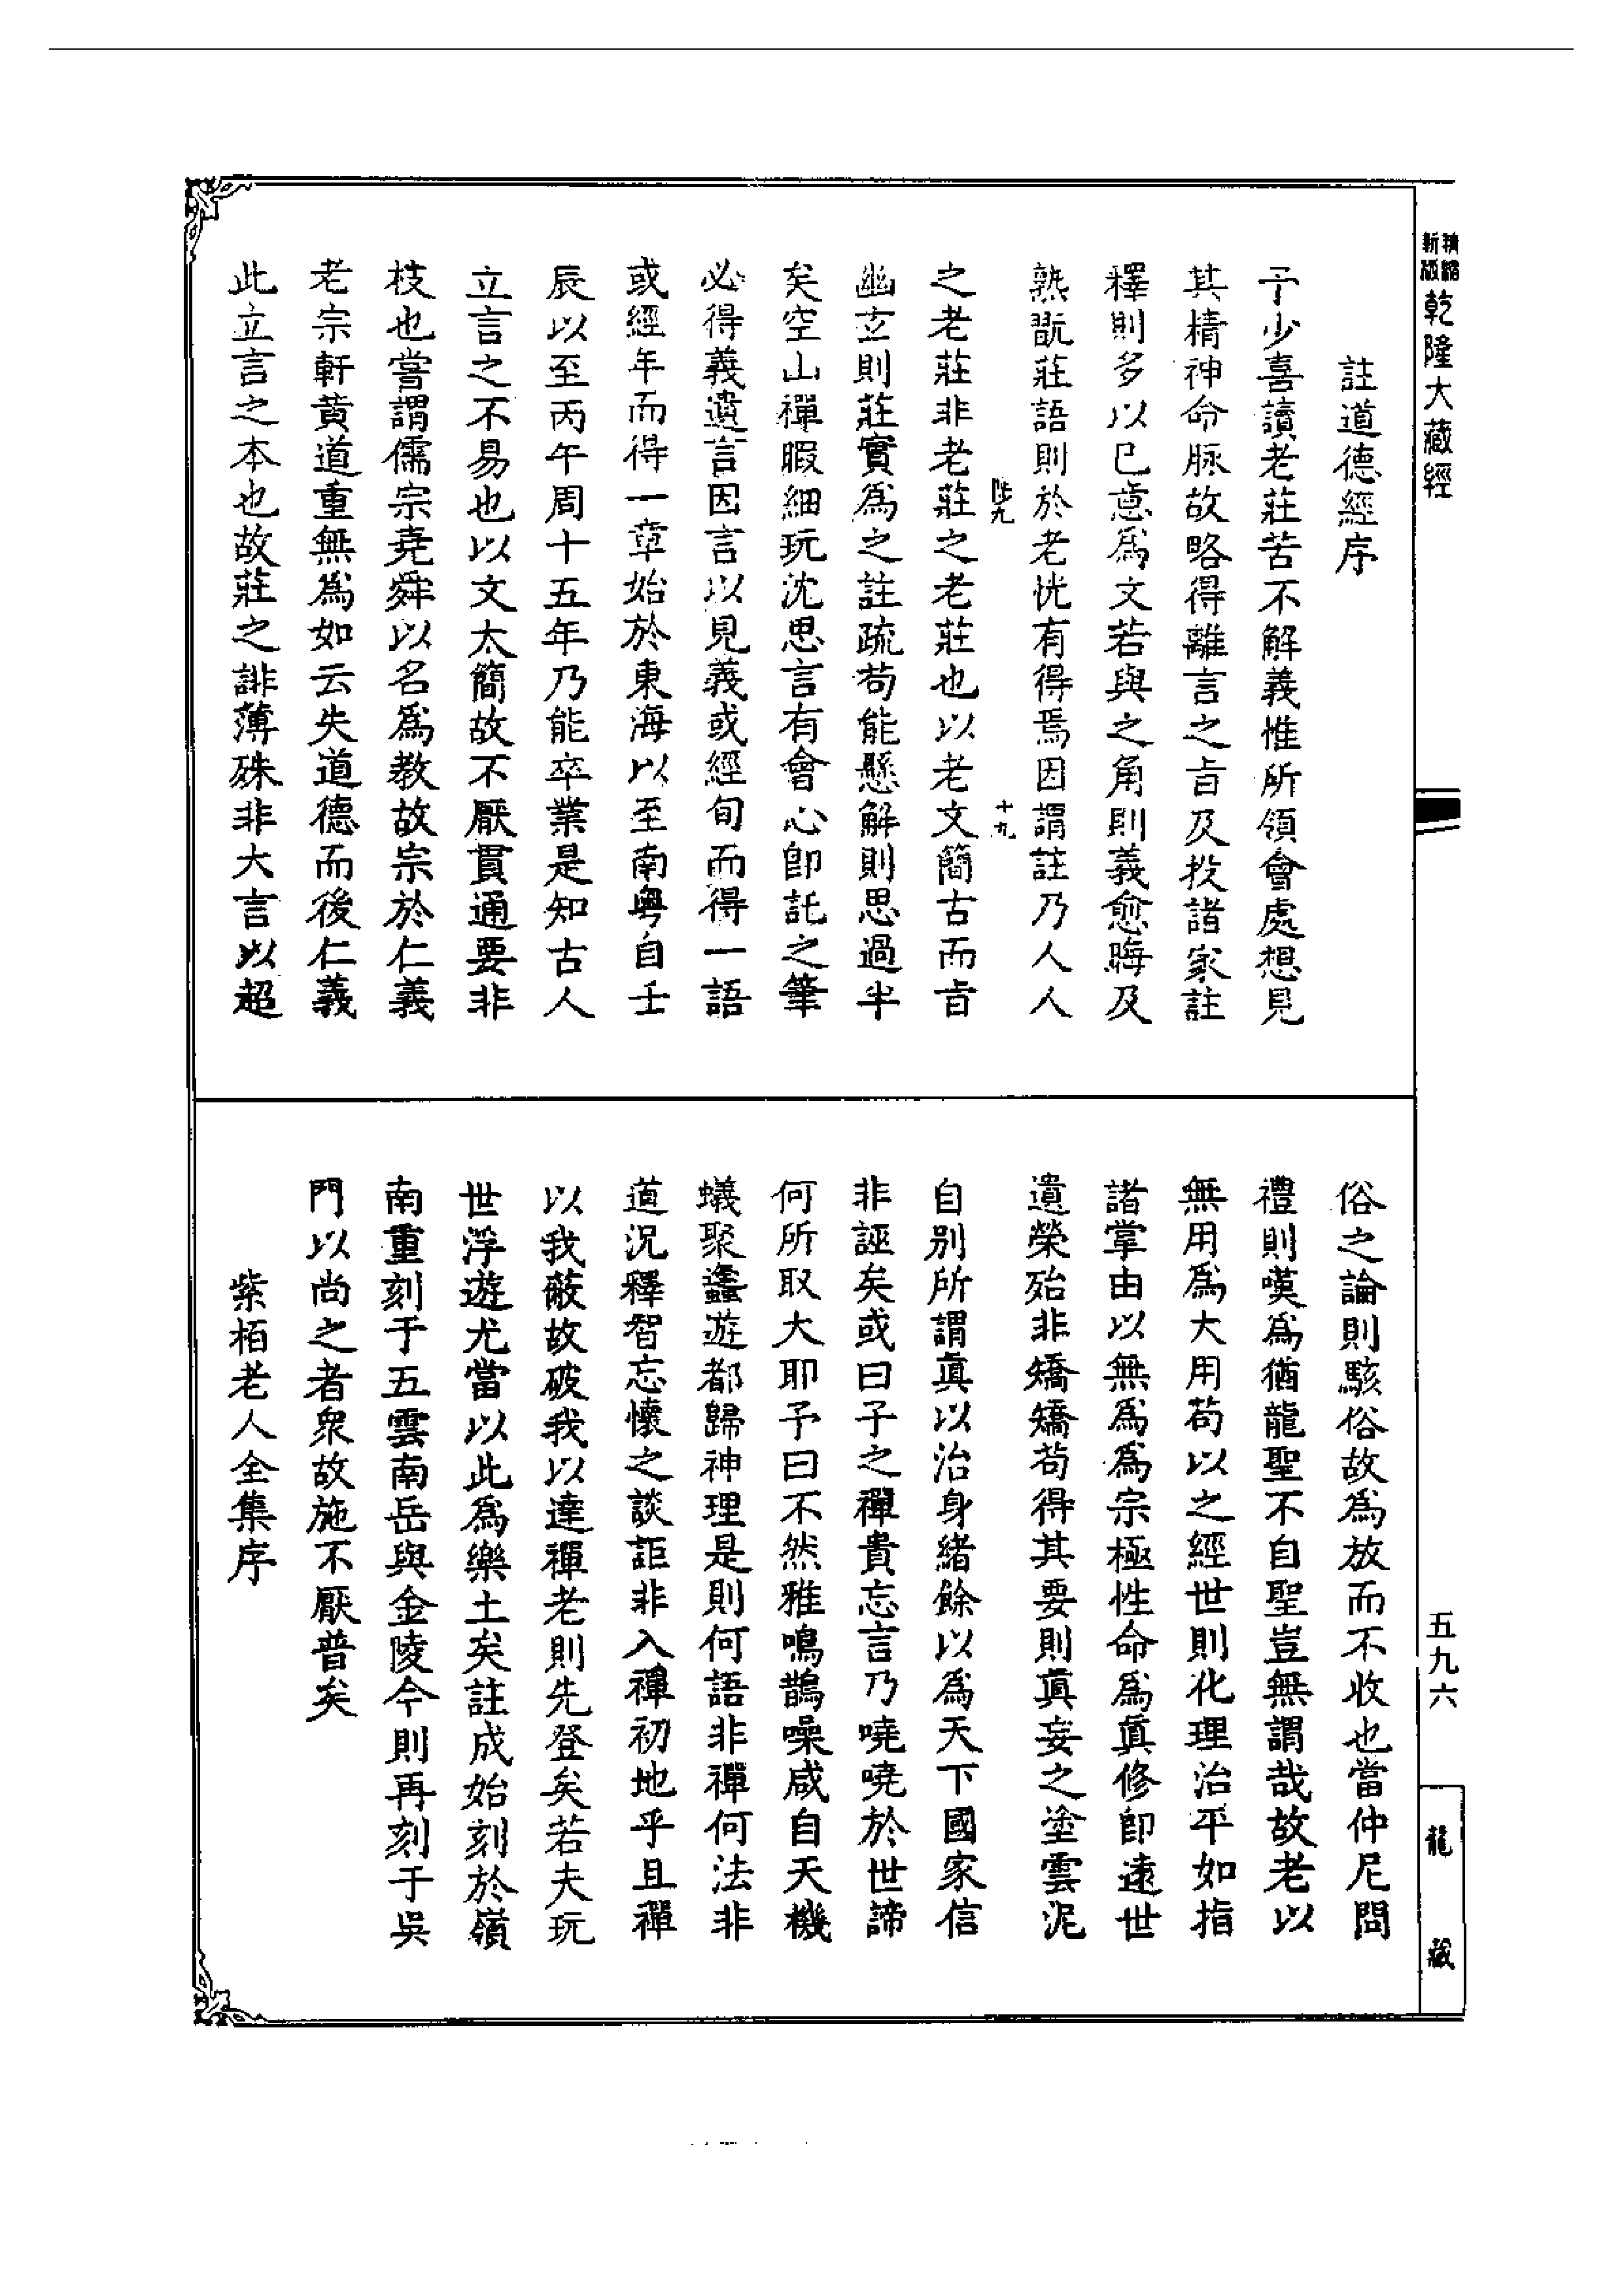 新版 精縮 乾隆大藏經
註道德經序
予少喜讀老莊苦不解義惟所領會處想見
其精神命脉故略得離言之旨及投諸家註
釋則多以已意為文若與之角則義愈晦及
熟翫莊語則於老恍有得焉因謂註乃人人
之老莊非老莊之老莊也以老文簡古而旨
幽玄則莊實為之註疏苟能懸解則思過半
矣空山禪暇細玩沈思言有會心即託之筆
必得義遺言因言以見義或經旬而得一語
或經年而得一章始於東海以至南粵自壬
辰以至丙午周十五年乃能卒業是知古人
立言之不易也以文太簡故不厭貫通要非
枝也嘗謂儒宗堯舜以名為教故宗於仁義
老宗軒黃道重無為如云失道德而後仁義
此立言之本也故莊之誹薄殊非大言以超
俗之論則駭俗故為放而不收也當仲尼問
禮則嘆為猶龍聖不自聖豈無謂哉故老以
無用為大用苟以之經世則化理治平如指
諸掌由以無為為宗極性命為眞修即遠世
遺榮殆非矯矯苟得其要則眞妄之塗雲泥
自別所謂眞以治身緒餘以為天下國家信
非誣矣或曰子之禪貴忘言乃嘵嘵於世諦
何所取大耶予曰不然雅鳴鵲噪咸自天機
蟻聚蠭遊都歸神理是則何語非禪何法非
道況釋智忘懷之談詎非入禪初地乎且禪
以我蔽故破我以達禪老則先登矣若夫玩
世浮遊尤當以此為樂土矣註成始刻於嶺
南重刻于五雲南岳與金陵今則再刻于吳
門以尚之者眾故施不厭普矣
紫栢老人全集序
十九
五九六
龍藏